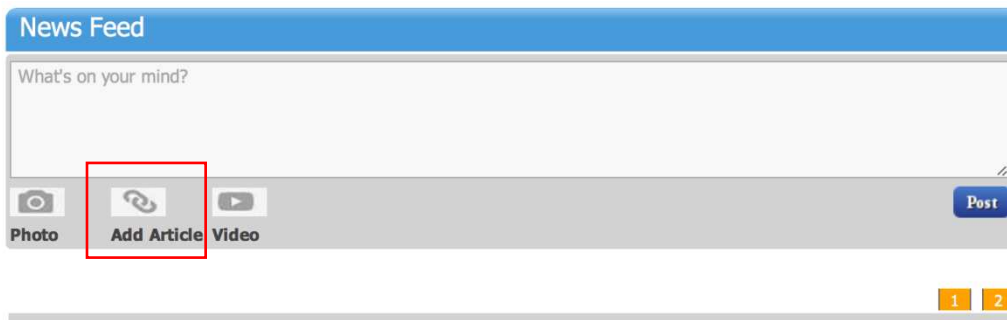 News Feed
What's on your mind?
Post
Photo Add Article Video
1 2